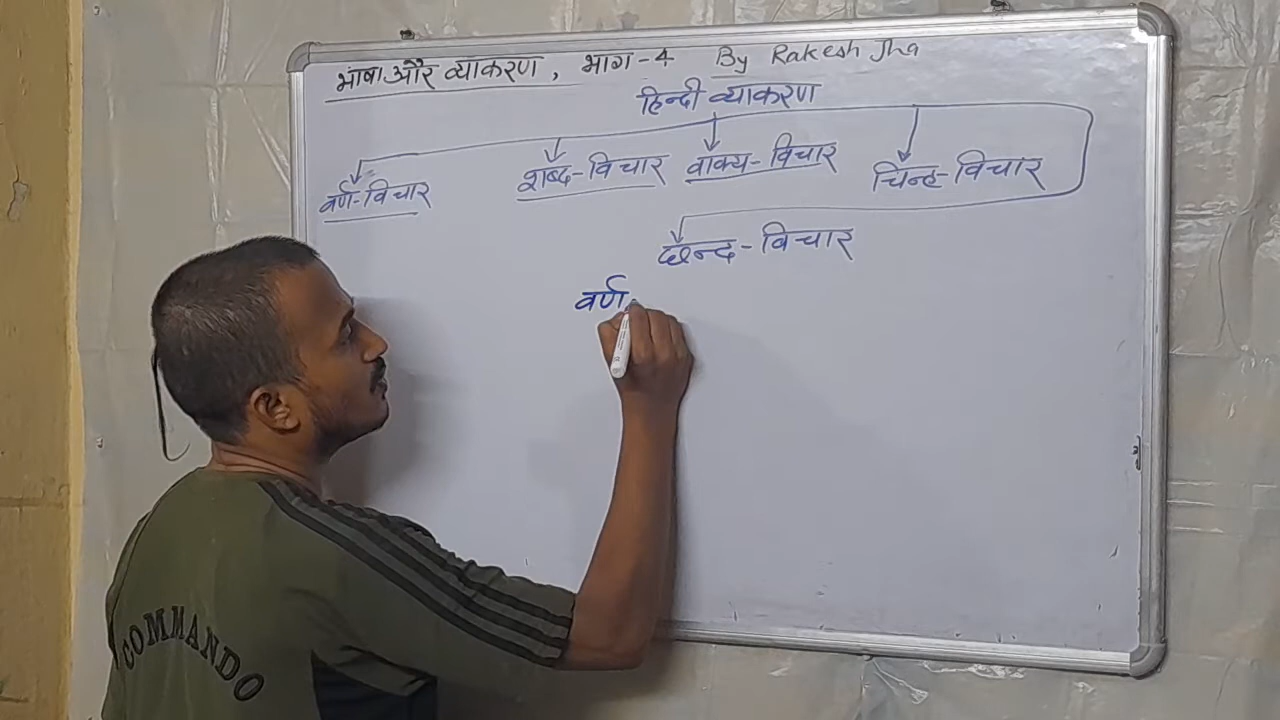 भाषा और व्याकरण, भाग-4 By Rakesh Jha
हिन्दी व्याकरण
वर्ण-विचार शब्द-विचार वाक्य-विचार चिन्ह-विचार
छन्द-विचार
वर्ण
COMMANDO